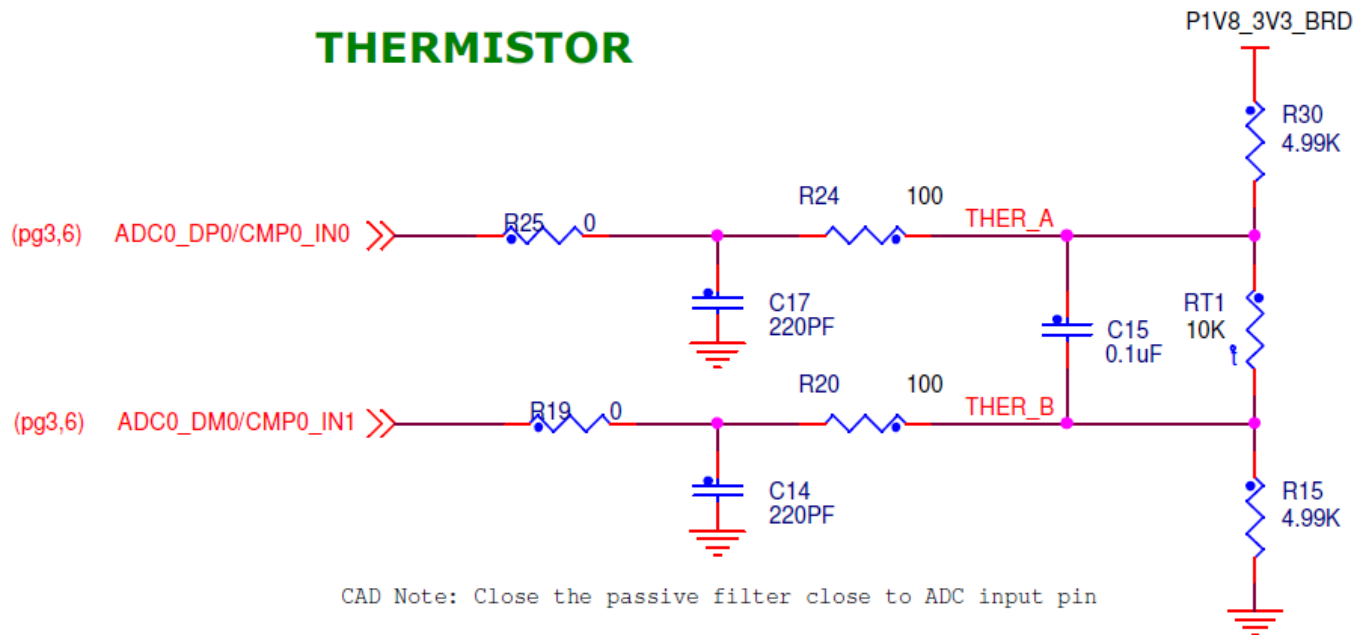 THERMISTOR
P1V8_3V3_BRD
R30
4.99K
R24 100
(pg3,6) ADC0_DP0/CMP0_IN0 R25 0 THER_A
C17
220PF
C15
0.1uF
RT1
10K
t
R20 100
(pg3,6) ADC0_DM0/CMP0_IN1 R19 0 THER_B
C14
220PF
R15
4.99K
CAD Note: Close the passive filter close to ADC input pin